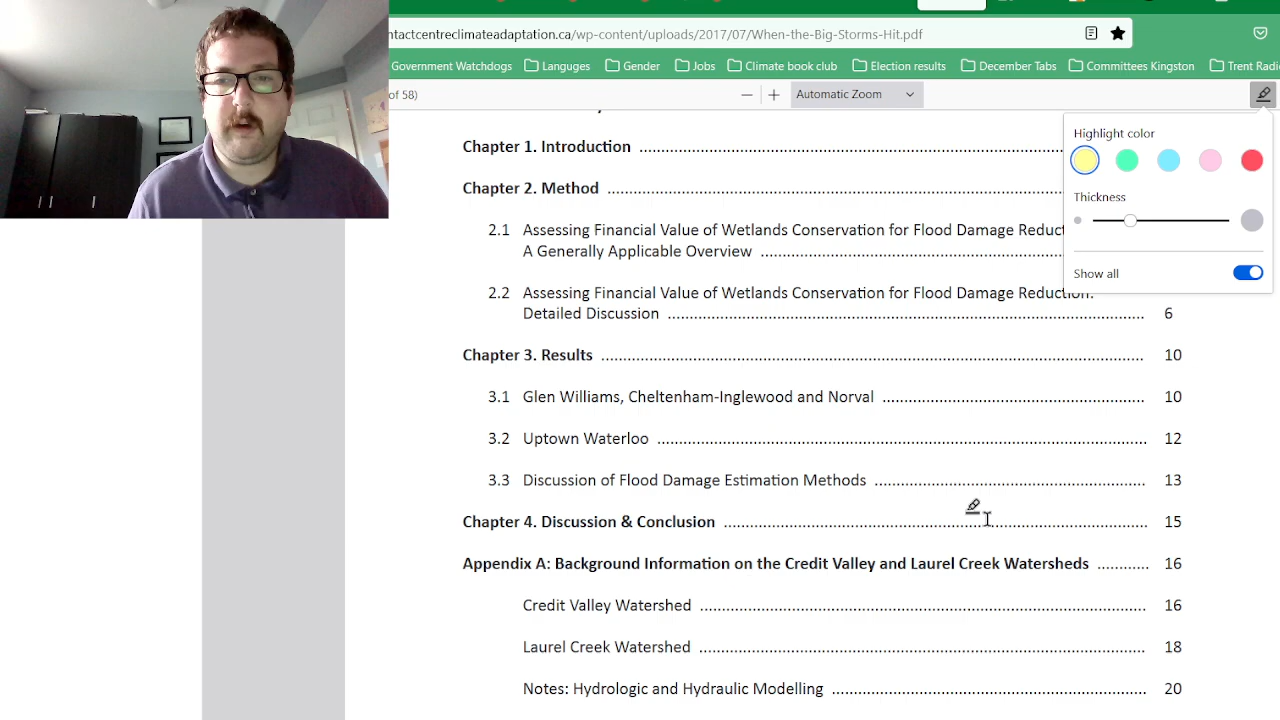 ntactcentreclimateadaptation.ca/wp-content/uploads/2017/07/When-the-Big-Storms-Hit.pdf
Government Watchdogs Languges Gender Jobs Climate book club Election results December Tabs Committees Kingston Trent Radi
of 58) Automatic Zoom
Highlight color
Thickness
Show all
Chapter 1. Introduction
Chapter 2. Method
2.1 Assessing Financial Value of Wetlands Conservation for Flood Damage Reduct
A Generally Applicable Overview
2.2 Assessing Financial Value of Wetlands Conservation for Flood Damage Reduction:
Detailed Discussion 6
Chapter 3. Results 10
3.1 Glen Williams, Cheltenham-Inglewood and Norval 10
3.2 Uptown Waterloo 12
3.3 Discussion of Flood Damage Estimation Methods 13
Chapter 4. Discussion & Conclusion 15
Appendix A: Background Information on the Credit Valley and Laurel Creek Watersheds 16
Credit Valley Watershed 16
Laurel Creek Watershed 18
Notes: Hydrologic and Hydraulic Modelling 20